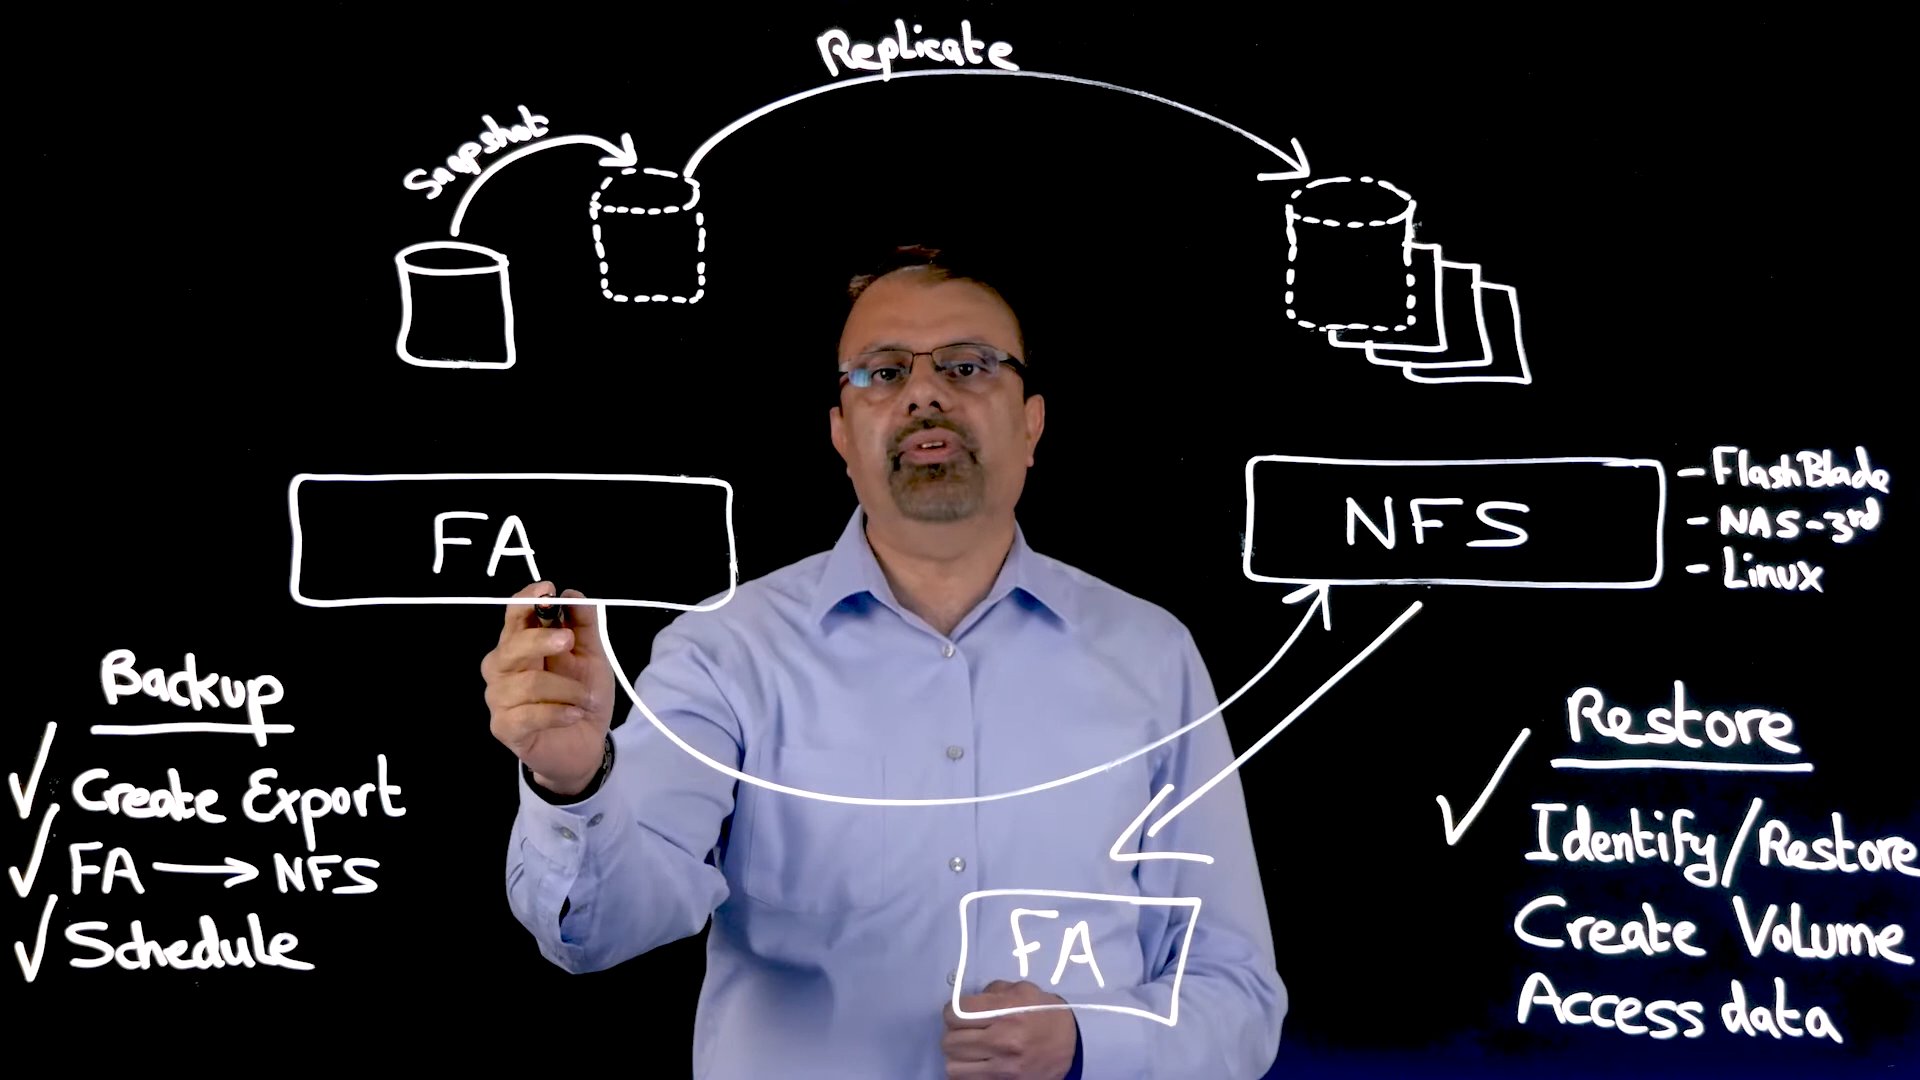 Replicate
Snapshot
FA
NFS
- FlashBlade
- NAS-3rd
- Linux
Backup
✓ Create Export
✓ FA → NFS
✓ Schedule
FA
Restore
✓ Identify/Restore
Create Volume
Access data